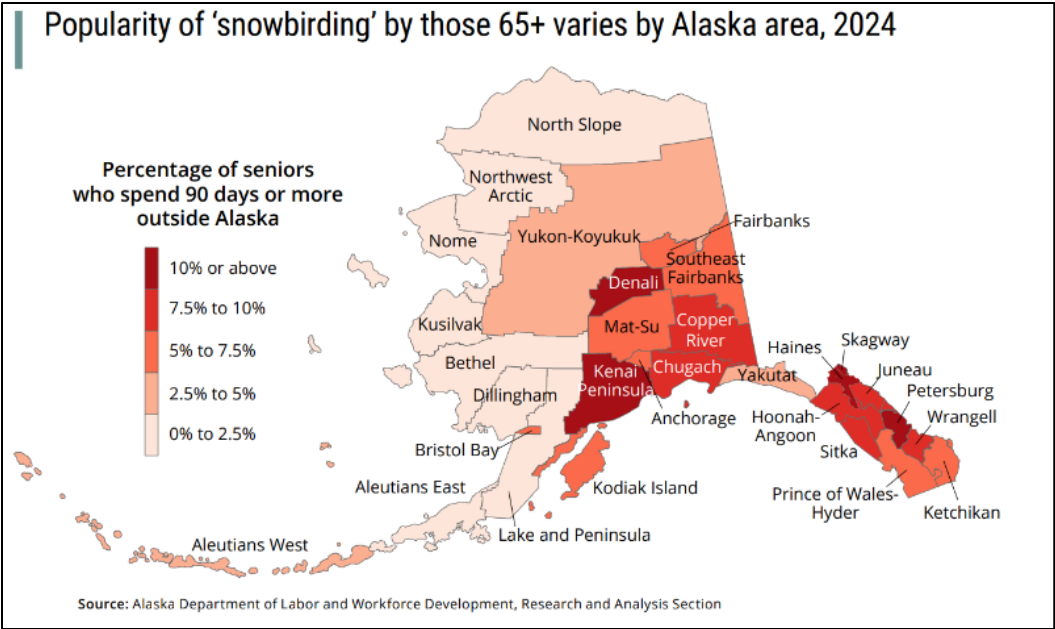 Popularity of ‘snowbirding’ by those 65+ varies by Alaska area, 2024
Percentage of seniors
who spend 90 days or more
outside Alaska
10% or above
7.5% to 10%
5% to 7.5%
2.5% to 5%
0% to 2.5%
North Slope
Northwest
Arctic
Nome
Yukon-Koyukuk
Fairbanks
Southeast
Fairbanks
Denali
Kusilvak
Mat-Su
Copper
River
Bethel
Kenai
Peninsula
Chugach
Yakutat
Haines
Skagway
Juneau
Petersburg
Wrangell
Dillingham
Anchorage
Hoonah-
Angoon
Sitka
Bristol Bay
Aleutians East
Kodiak Island
Prince of Wales-
Hyder
Ketchikan
Lake and Peninsula
Aleutians West
Source: Alaska Department of Labor and Workforce Development, Research and Analysis Section